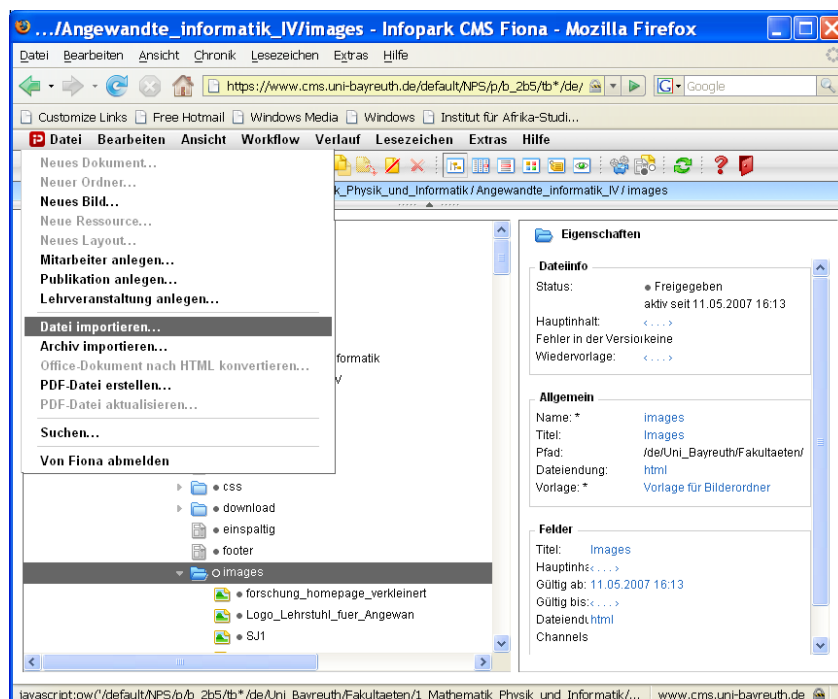 .../Angewandte_informatik_IV/images - Infopark CMS Fiona - Mozilla Firefox
Datei Bearbeiten Ansicht Chronik Lesezeichen Extras Hilfe
https://www.cms.uni-bayreuth.de/default/NPS/p/b_2b5/tb*/de/ G Google
Customize Links Free Hotmail Windows Media Windows Institut für Afrika-Studi...
Datei Bearbeiten Ansicht Workflow Verlauf Lesezeichen Extras Hilfe
k_Physik_und_Informatik / Angewandte_informatik_IV / images
Neues Dokument...
Neuer Ordner...
Neues Bild...
Neue Ressource...
Neues Layout...
Mitarbeiter anlegen...
Publikation anlegen...
Lehrveranstaltung anlegen...
Datei importieren...
Archiv importieren...
Office-Dokument nach HTML konvertieren...
PDF-Datei erstellen...
PDF-Datei aktualisieren...
Suchen...
Von Fiona abmelden
formatik
V
css
download
einspaltig
footer
images
forschung_homepage_verkleinert
Logo_Lehrstuhl_fuer_Angewan
SJ1
Eigenschaften
Dateiinfo
Status: Freigegeben
aktiv seit 11.05.2007 16:13
Hauptinhalt: < . . . >
Fehler in der Version keine
Wiedervorlage: < . . . >
Allgemein
Name: * images
Titel: Images
Pfad: /de/Uni_Bayreuth/Fakultaeten/
Dateiendung: html
Vorlage: * Vorlage für Bilderordner
Felder
Titel: Images
Hauptinha < . . . >
Gültig ab: 11.05.2007 16:13
Gültig bis: < . . . >
Dateiendu html
Channels
javascript:ow('/default/NPS/p/b_2b5/tb*/de/Uni_Bayreuth/Fakultaeten/1_Mathematik_Physik_und_Informatik/... www.cms.uni-bayreuth.de